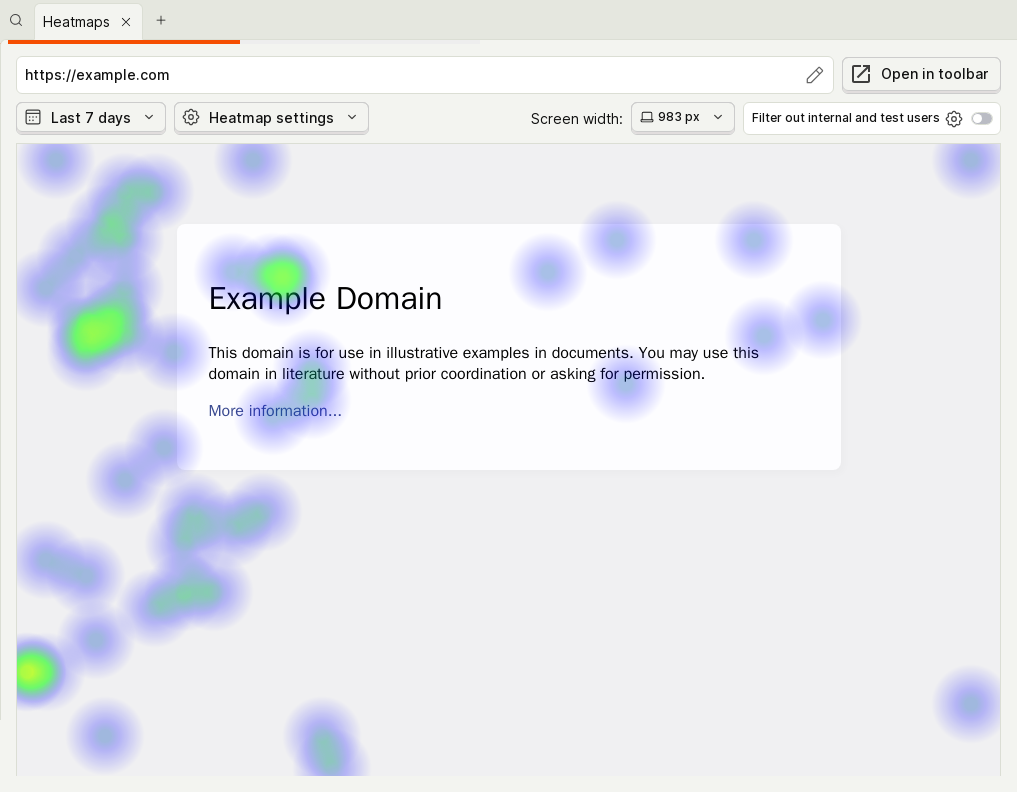 Heatmaps
https://example.com
Open in toolbar
Last 7 days
Heatmap settings
Screen width:
983 px
Filter out internal and test users
Example Domain
This domain is for use in illustrative examples in documents. You may use this
domain in literature without prior coordination or asking for permission.
More information...